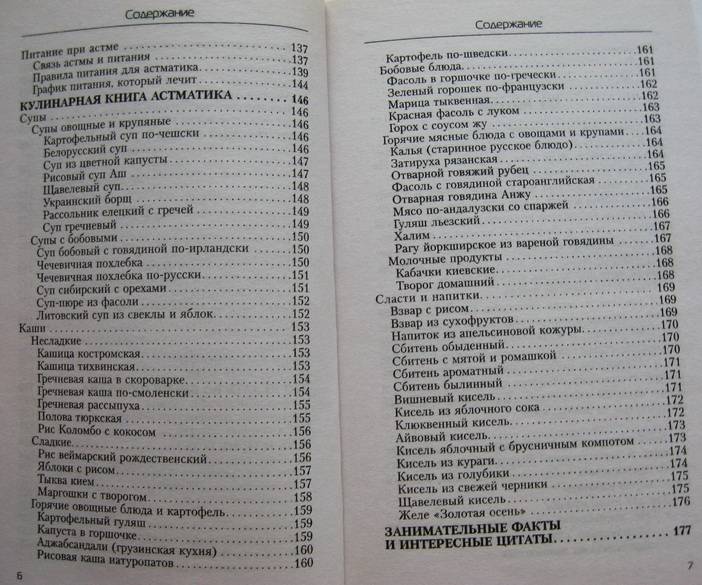 Содержание
Питание при астме 137
Связь астмы и питания 137
Правила питания для астматика 139
График питания, который лечит 144
КУЛИНАРНАЯ КНИГА АСТМАТИКА 146
Супы 146
Супы овощные и крупяные 146
Картофельный суп по-чешски 146
Белорусский суп 146
Суп из цветной капусты 147
Рисовый суп Аш 147
Щавелевый суп 148
Украинский борщ 148
Рассольник елецкий с гречей 149
Суп гречневый 149
Супы с бобовыми 150
Суп бобовый с говядиной по-ирландски 150
Чечевичная похлебка 150
Чечевичная похлебка по-русски 151
Суп сибирский с орехами 151
Суп-пюре из фасоли 152
Литовский суп из свеклы и яблок 152
Каши 153
Несладкие 153
Кашица костромская 153
Кашица тихвинская 153
Гречневая каша в скороварке 154
Гречневая каша по-смоленски 154
Гречневая рассыпуха 155
Полова тюркская 155
Рис Коломбо с кокосом 156
Сладкие 156
Рис веймарский рождественский 156
Яблоки с рисом 157
Тыква кием 157
Маргошки с творогом 158
Горячие овощные блюда и картофель 159
Картофельный гуляш 159
Капуста в горшочке 159
Аджабсандали (грузинская кухня) 160
Рисовая каша натуропатов 160
6
Содержание
Картофель по-шведски 161
Бобовые блюда 161
Фасоль в горшочке по-гречески 161
Зеленый горошек по-французски 162
Марица тыквенная 162
Красная фасоль с луком 163
Горох с соусом жу 163
Горячие мясные блюда с овощами и крупами 164
Калья (старинное русское блюдо) 164
Затируха рязанская 164
Отварной говяжий рубец 165
Фасоль с говядиной староанглийская 165
Отварная говядина Анжу 165
Мясо по-андалузски со спаржей 166
Гуляш льезский 166
Халим 167
Рагу йоркширское из вареной говядины 167
Молочные продукты 168
Кабачки киевские 168
Творог домашний 168
Сласти и напитки 169
Взвар с рисом 169
Взвар из сухофруктов 169
Напиток из апельсиновой кожуры 170
Сбитень обыденный 170
Сбитень с мятой и ромашкой 170
Сбитень ароматный 171
Сбитень былинный 171
Вишневый кисель 171
Кисель из яблочного сока 172
Клюквенный кисель 172
Айвовый кисель 173
Кисель яблочный с брусничным компотом 173
Кисель из кураги 174
Кисель из голубики 174
Кисель из свежей черники 175
Щавелевый кисель 175
Желе «Золотая осень» 176
ЗАНИМАТЕЛЬНЫЕ ФАКТЫ
И ИНТЕРЕСНЫЕ ЦИТАТЫ 177
7